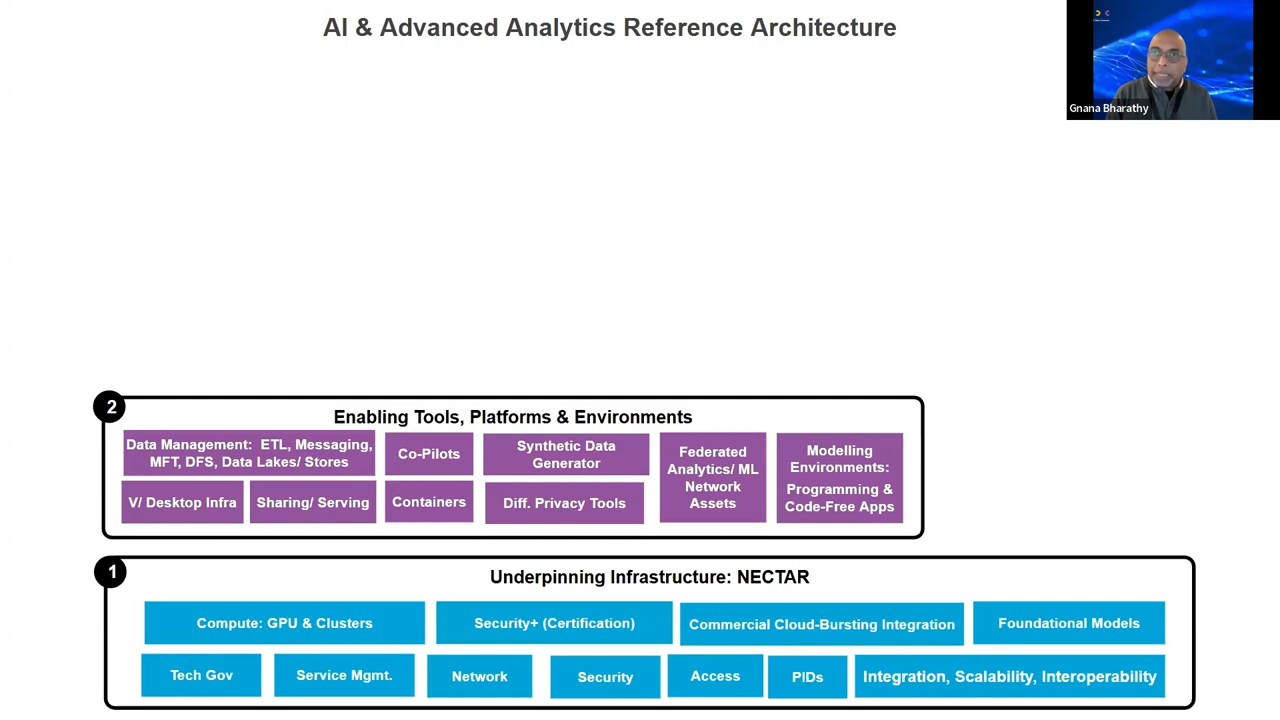 AI & Advanced Analytics Reference Architecture
Gnana Bharathy
2
Enabling Tools, Platforms & Environments
Data Management:  ETL, Messaging,
MFT, DFS, Data Lakes/ Stores
Co-Pilots
Synthetic Data
Generator
Federated
Analytics/ ML
Network
Assets
Modelling
Environments:
Programming &
Code-Free Apps
V/ Desktop Infra
Sharing/ Serving
Containers
Diff. Privacy Tools
1
Underpinning Infrastructure: NECTAR
Compute: GPU & Clusters
Security+ (Certification)
Commercial Cloud-Bursting Integration
Foundational Models
Tech Gov
Service Mgmt.
Network
Security
Access
PIDs
Integration, Scalability, Interoperability